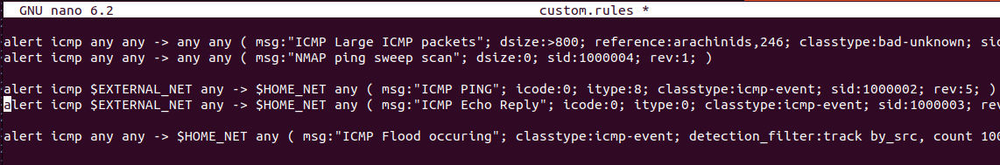 GNU nano 6.2 custom.rules *
alert icmp any any -> any any ( msg:"ICMP Large ICMP packets"; dsize:>800; reference:arachinids,246; classtype:bad-unknown; sid
alert icmp any any -> any any ( msg:"NMAP ping sweep scan"; dsize:0; sid:1000004; rev:1; )
alert icmp $EXTERNAL_NET any -> $HOME_NET any ( msg:"ICMP PING"; icode:0; itype:8; classtype:icmp-event; sid:1000002; rev:5; )
alert icmp $EXTERNAL_NET any -> $HOME_NET any ( msg:"ICMP Echo Reply"; icode:0; itype:0; classtype:icmp-event; sid:1000003; rev
alert icmp any any -> $HOME_NET any ( msg:"ICMP Flood occuring"; classtype:icmp-event; detection_filter:track by_src, count 100